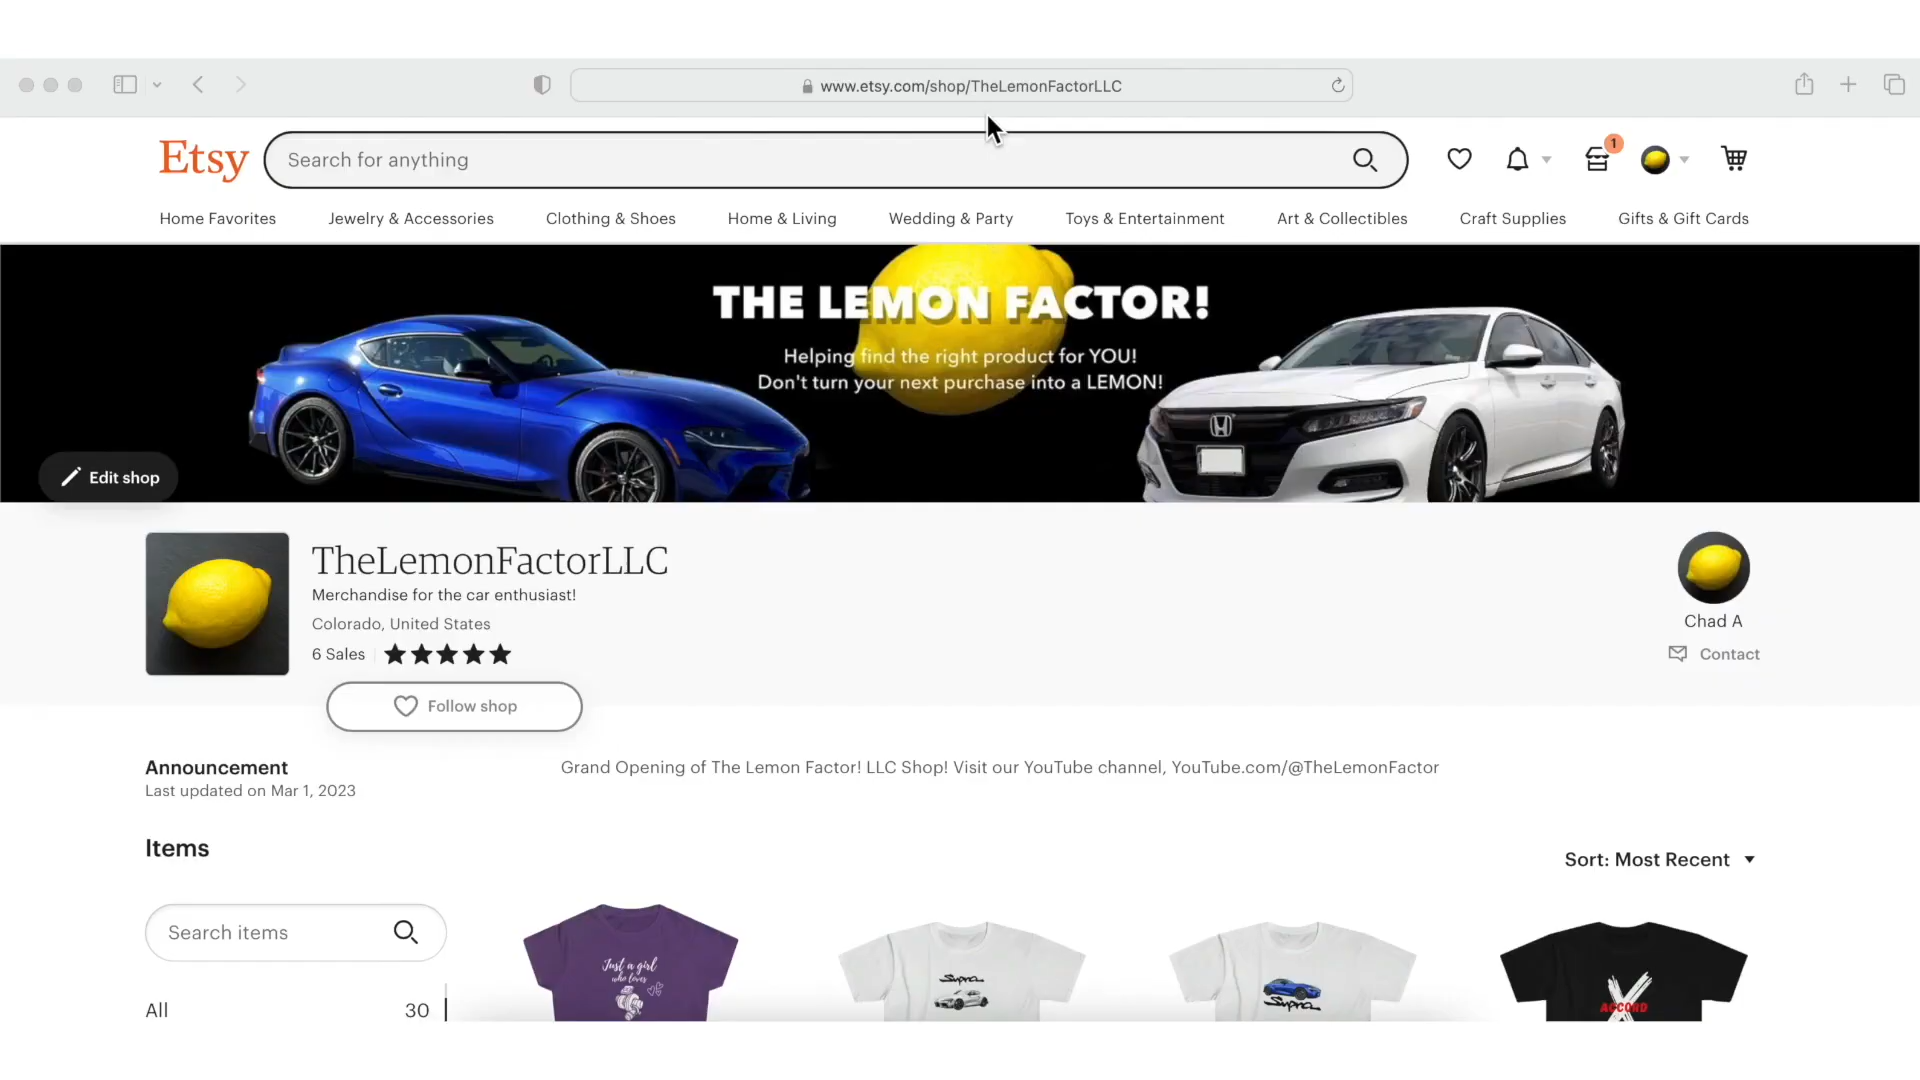 www.etsy.com/shop/TheLemonFactorLLC
Etsy
Search for anything
1
Home Favorites
Jewelry & Accessories
Clothing & Shoes
Home & Living
Wedding & Party
Toys & Entertainment
Art & Collectibles
Craft Supplies
Gifts & Gift Cards
THE LEMON FACTOR!
Helping find the right product for YOU!
Don't turn your next purchase into a LEMON!
Edit shop
TheLemonFactorLLC
Merchandise for the car enthusiast!
Colorado, United States
6 Sales
Follow shop
Chad A
Contact
Announcement
Last updated on Mar 1, 2023
Grand Opening of The Lemon Factor! LLC Shop! Visit our YouTube channel, YouTube.com/@TheLemonFactor
Items
Sort: Most Recent
Search items
All 30
Just a girl
who loves
Supra
Supra
X
ACCORD